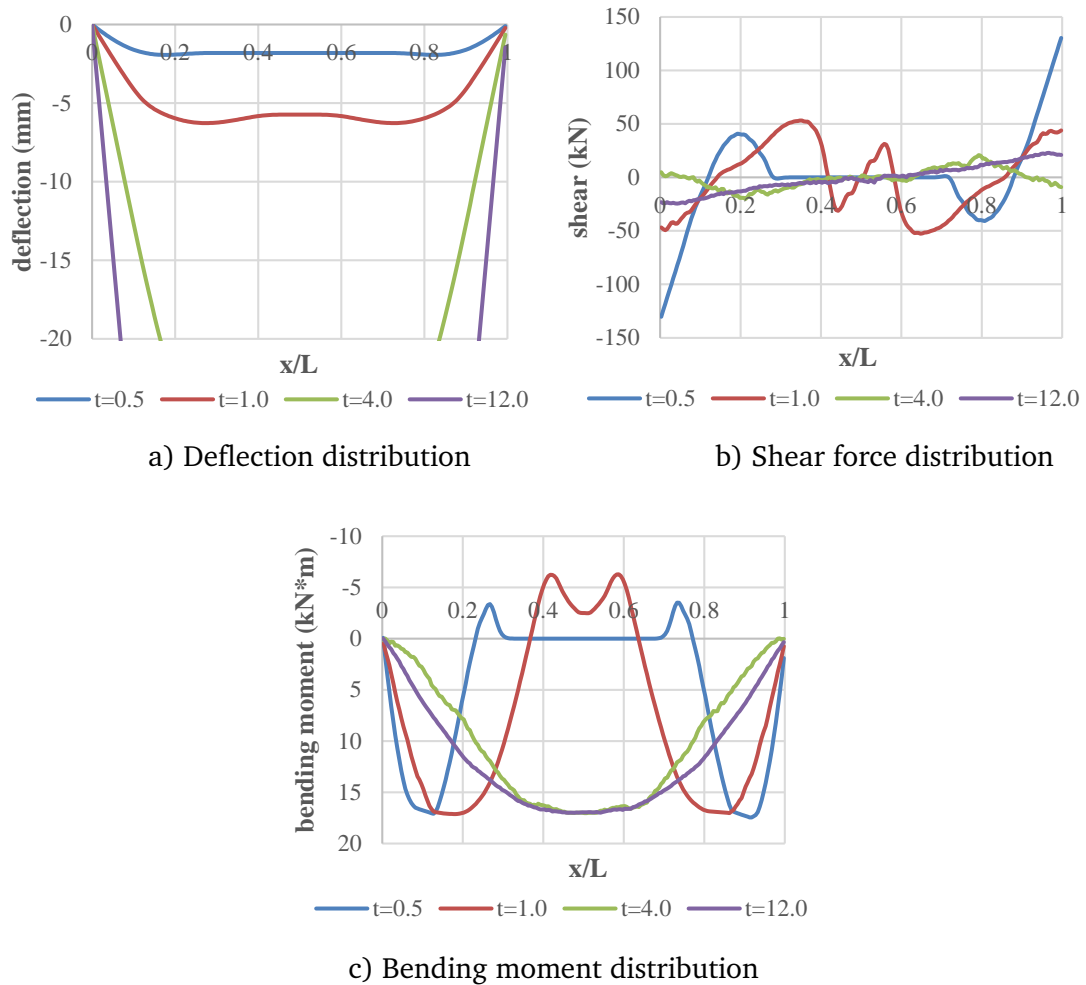 0
-5
-10
-15
-20
0 0.2 0.4 0.6 0.8 1
deflection (mm)
x/L
t=0.5 t=1.0 t=4.0 t=12.0
a) Deflection distribution
150
100
50
0
-50
-100
-150
0 0.2 0.4 0.6 0.8 1
shear (kN)
x/L
t=0.5 t=1.0 t=4.0 t=12.0
b) Shear force distribution
-10
-5
0
5
10
15
20
0 0.2 0.4 0.6 0.8 1
bending moment (kN*m)
x/L
t=0.5 t=1.0 t=4.0 t=12.0
c) Bending moment distribution